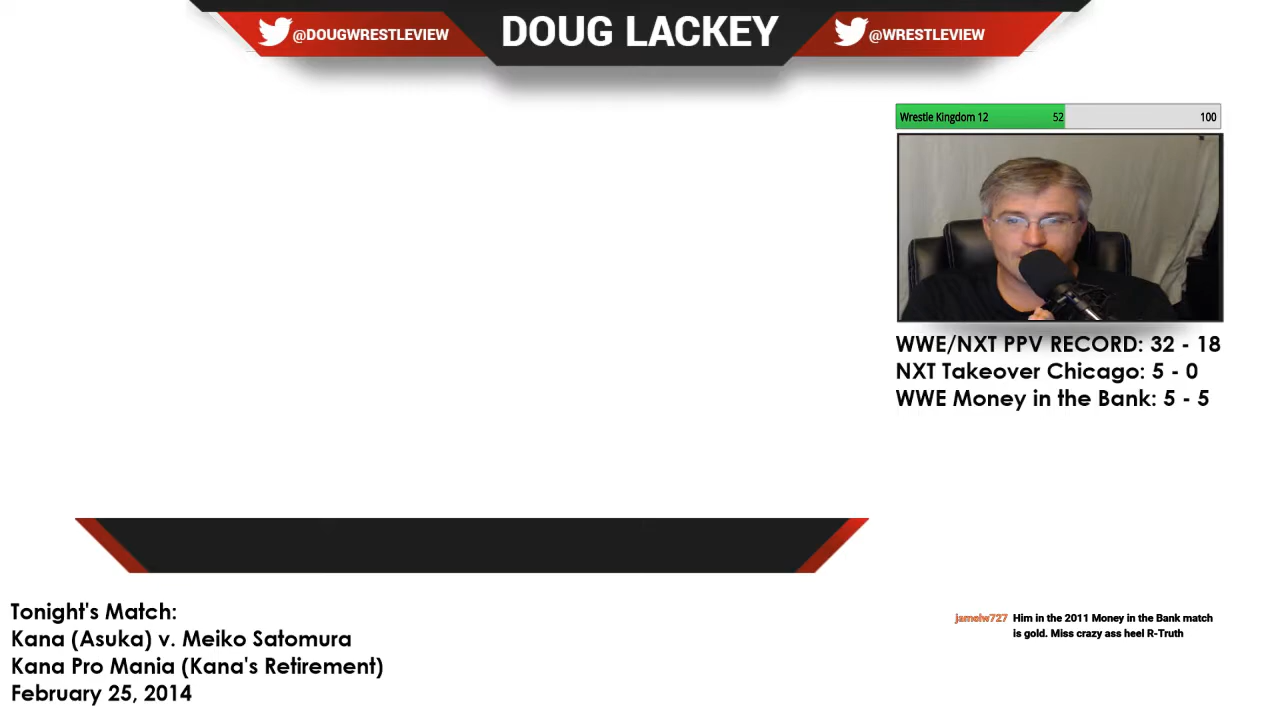 @DOUGWRESTLEVIEW
DOUG LACKEY
@WRESTLEVIEW
Wrestle Kingdom 12 52 100
WWE/NXT PPV RECORD: 32 - 18
NXT Takeover Chicago: 5 - 0
WWE Money in the Bank: 5 - 5
Tonight's Match:
Kana (Asuka) v. Meiko Satomura
Kana Pro Mania (Kana's Retirement)
February 25, 2014
jamelw727 Him in the 2011 Money in the Bank match
is gold. Miss crazy ass heel R-Truth